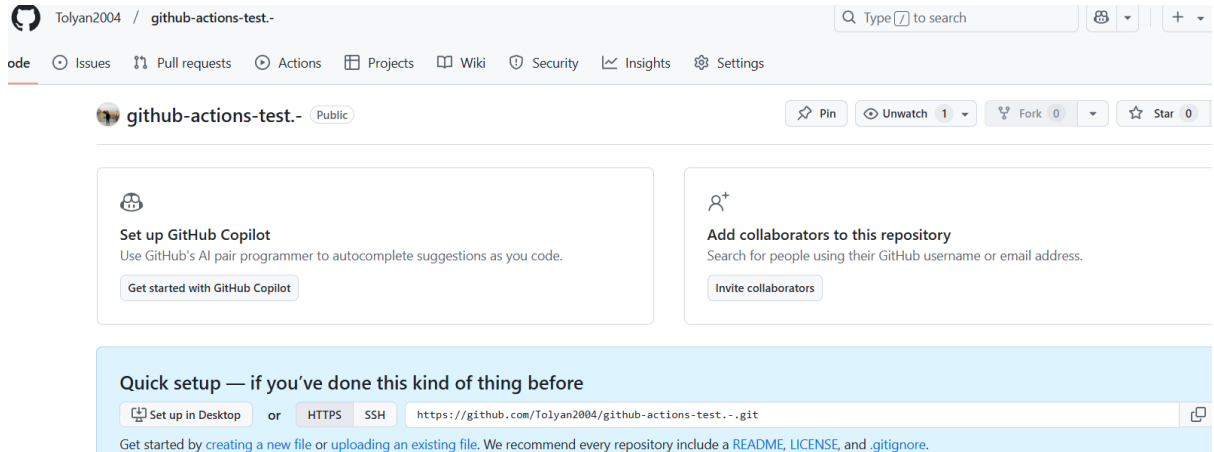 Tolyan2004 / github-actions-test.-
Type / to search
ode Issues Pull requests Actions Projects Wiki Security Insights Settings
github-actions-test.- Public
Pin Unwatch 1 Fork 0 Star 0
Set up GitHub Copilot
Use GitHub's AI pair programmer to autocomplete suggestions as you code.
Get started with GitHub Copilot
Add collaborators to this repository
Search for people using their GitHub username or email address.
Invite collaborators
Quick setup — if you've done this kind of thing before
Set up in Desktop or HTTPS SSH https://github.com/Tolyan2004/github-actions-test.-.git
Get started by creating a new file or uploading an existing file. We recommend every repository include a README, LICENSE, and .gitignore.